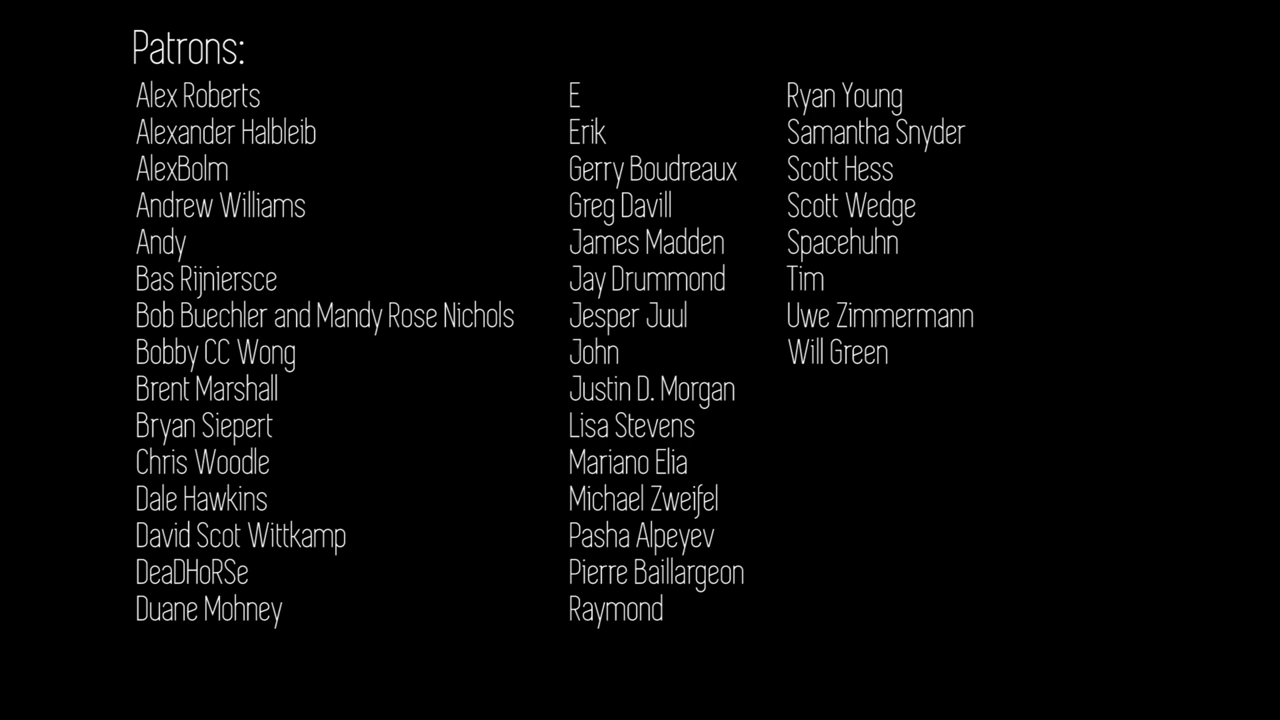 Patrons:
Alex Roberts
Alexander Halbleib
AlexBolm
Andrew Williams
Andy
Bas Rijniersce
Bob Buechler and Mandy Rose Nichols
Bobby CC Wong
Brent Marshall
Bryan Siepert
Chris Woodle
Dale Hawkins
David Scot Wittkamp
DeaDHoRSe
Duane Mohney
E
Erik
Gerry Boudreaux
Greg Davill
James Madden
Jay Drummond
Jesper Juul
John
Justin D. Morgan
Lisa Stevens
Mariano Elia
Michael Zweifel
Pasha Alpeyev
Pierre Baillargeon
Raymond
Ryan Young
Samantha Snyder
Scott Hess
Scott Wedge
Spacehuhn
Tim
Uwe Zimmermann
Will Green